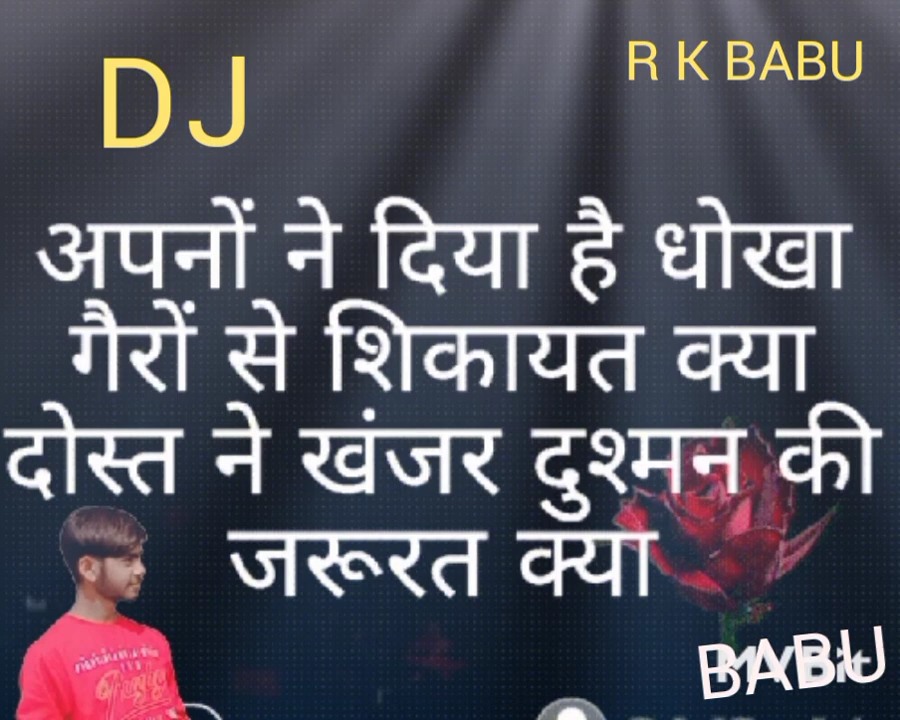 DJ
R K BABU
अपनों ने दिया है धोखा
गैरों से शिकायत क्या
दोस्त ने खंजर दुश्मन की
जरूरत क्या
BABU